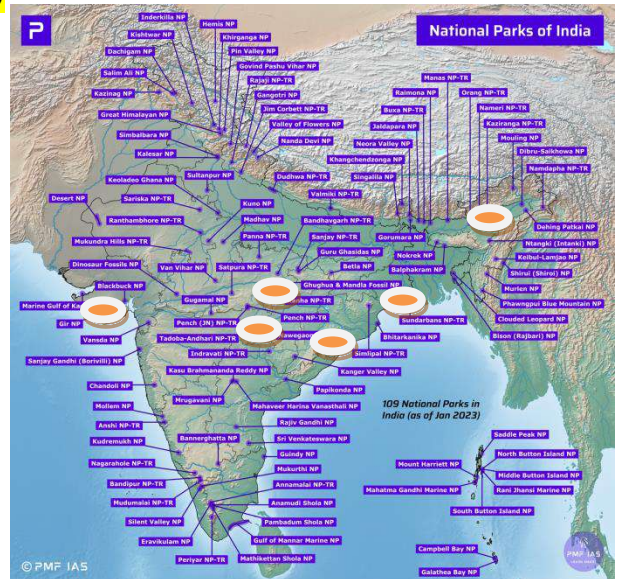 P
National Parks of India
Inderkilla NP
Hemis NP
Kishtwar NP
Khirganga NP
Dachigam NP
Pin Valley NP
Govind Pashu Vihar NP
Salim Ali NP
Rajaji NP-TR
Gangotri NP
Kazinag NP
Jim Corbett NP-TR
Great Himalayan NP
Valley of Flowers NP
Nanda Devi NP
Simbalbara NP
Kalesar NP
Sultanpur NP
Keoladeo Ghana NP
Dudhwa NP-TR
Valmiki NP-TR
Desert NP
Sariska NP-TR
Kuno NP
Ranthambhore NP-TR
Madhav NP
Bandhavgarh NP-TR
Panna NP-TR
Sanjay NP-TR
Mukundra Hills NP-TR
Guru Ghasidas NP
Dinosaur Fossils NP
Van Vihar NP
Satpura NP-TR
Betla NP
Blackbuck NP
Ghughua & Mandla Fossil NP
Manas NP-TR
Raimona NP
Orang NP-TR
Buxa NP-TR
Nameri NP-TR
Jaldapara NP
Kaziranga NP-TR
Neora Valley NP
Mouling NP
Khangchendzonga NP
Dibru-Saikhowa NP
Singalila NP
Namdapha NP-TR
Gorumara NP
Dehing Patkai NP
Nokrek NP
Ntangki (Intanki) NP
Balphakram NP
Keibul-Lamjao NP
Shirui (Shiroi) NP
Murlen NP
Phawngpui Blue Mountain NP
Clouded Leopard NP
Bison (Rajbari) NP
Marine Gulf of
Gir NP
Gugamal NP
NP-TR
Pench (JN) NP-TR
Pench NP-TR
Vansda NP
Tadoba-Andhari NP-TR
Sundarbans NP-TR
Bhitarkanika NP
Indravati NP-TR
Simlipal NP-TR
Sanjay Gandhi (Borivilli) NP
Kanger Valley NP
Kasu Brahmananda Reddy NP
Chandoli NP
Papikonda NP
Mrugavani NP
Mahaveer Harina Vanasthali NP
109 National Parks in
India (as of Jan 2023)
Mollem NP
Anshi NP-TR
Rajiv Gandhi NP
Kudremukh NP
Bannerghatta NP
Sri Venkateswara NP
Guindy NP
Nagarahole NP-TR
Mukurthi NP
Bandipur NP-TR
Annamalai NP-TR
Mudumalai NP-TR
Anamudi Shola NP
Silent Valley NP
Pambadum Shola NP
Eravikulam NP
Gulf of Mannar Marine NP
Periyar NP-TR
Mathikettan Shola NP
Saddle Peak NP
North Button Island NP
Mount Harriett NP
Middle Button Island NP
Mahatma Gandhi Marine NP
Rani Jhansi Marine NP
South Button Island NP
Campbell Bay NP
Galathea Bay NP
© PMF IAS
PMF IAS